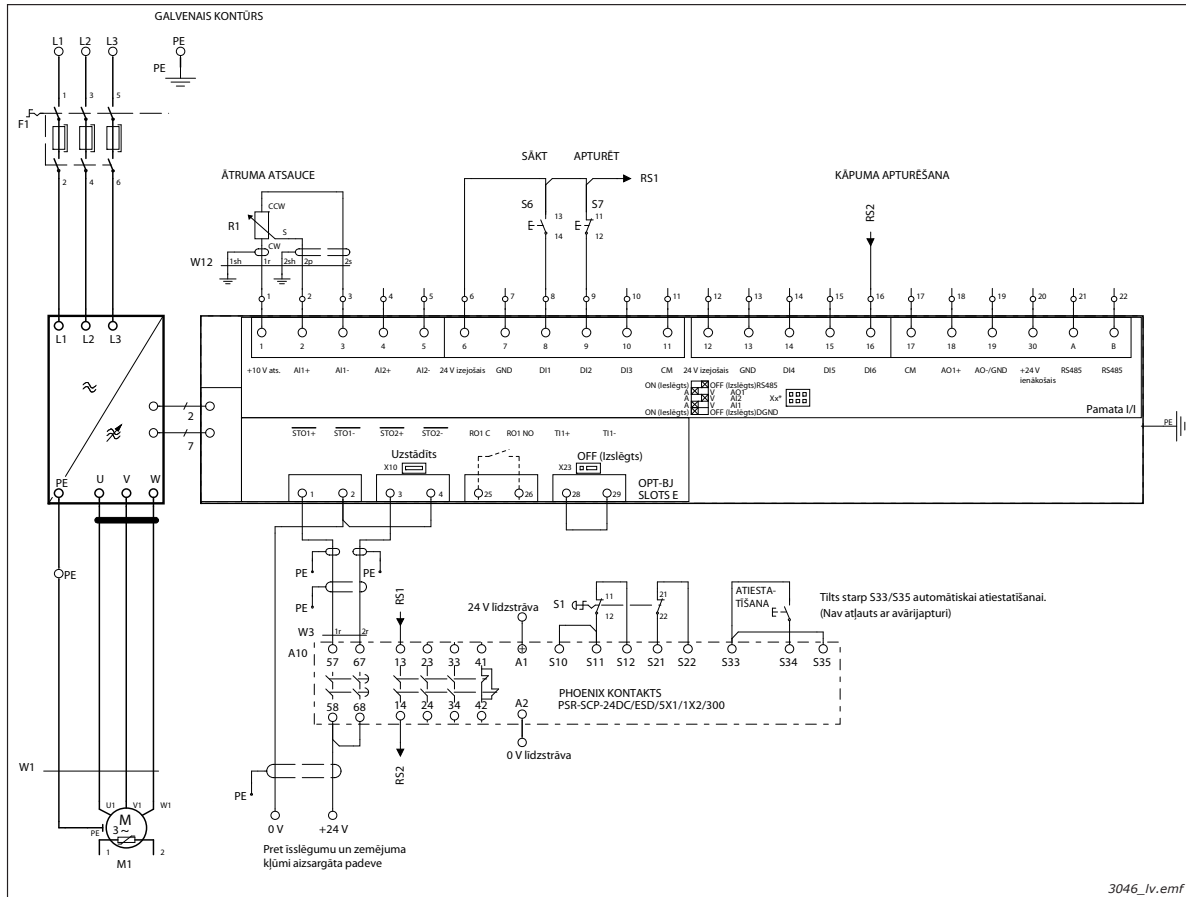 GALVENAIS KONTŪRS
L1 L2 L3 PE
PE
1 3 5
F1
2 4 6
ĀTRUMA ATSAUCE
SĀKT APTURĒT
RS1
KĀPUMA APTURĒŠANA
RS2
CCW
R1
S
CW
S6 13 14
S7 11 12
W12 1sh 1r 2sh 2p 2s
1 2 3 4 5 6 7 8 9 10 11 12 13 14 15 16 17 18 19 20 21 22
L1 L2 L3
1 2 3 4 5 6 7 8 9 10 11 12 13 14 15 16 17 18 19 30 A B
+10 V ats. AI1+ AI1- AI2+ AI2- 24 V izejošais GND DI1 DI2 DI3 CM 24 V izejošais GND DI4 DI5 DI6 CM AO1+ AO-/GND +24 V ienākošais RS485 RS485
ON (Ieslēgts) OFF (Izslēgts)RS485
A V AO1
A V AI2
A V AI1
ON (Ieslēgts) OFF (Izslēgts)DGND
Xx*
Pamata I/I
2
7
PE
STO1+ STO1- STO2+ STO2- RO1 C RO1 NO TI1+ TI1-
Uzstādīts
X10
OFF (Izslēgts)
X23
OPT-BJ
SLOTS E
PE U V W
1 2 3 4 25 26 28 29
PE
PE PE
PE
RS1
24 V līdzstrāva
S1 11 12 21 22
ATIESTA-
TĪŠANA
Tilts starp S33/S35 automātiskai atiestatīšanai.
(Nav atļauts ar avārijapturi)
W3 1r 2r
A10
57 67 13 23 33 41 A1 S10 S11 S12 S21 S22 S33 S34 S35
PHOENIX KONTAKTS
PSR-SCP-24DC/ESD/5X1/1X2/300
58 68 14 24 34 42 A2
RS2
0 V līdzstrāva
W1
PE
U1 V1 W1
M
3 ~
PE
1 2
M1
0 V +24 V
Pret īsslēgumu un zemējuma
kļūmi aizsargāta padeve
3046_lv.emf